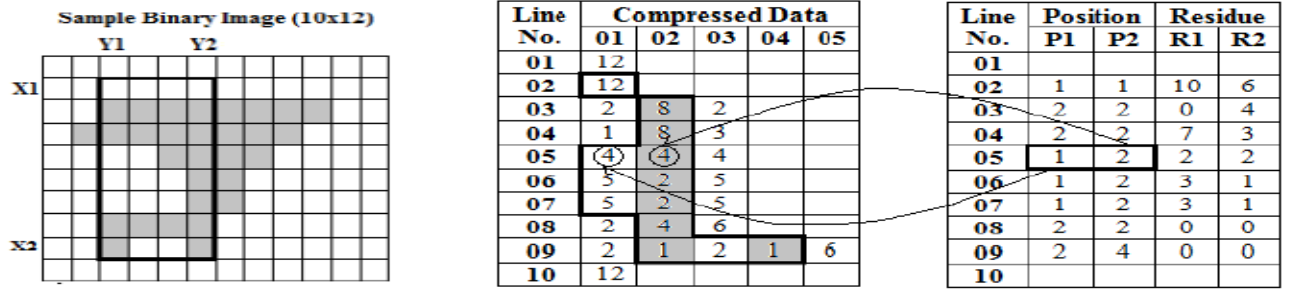 Sample Binary Image (10x12)
Y1 Y2
X1
X2
Line Compressed Data
No. 01 02 03 04 05
01 12
02 12
03 2 8 2
04 1 8 3
05 4 4 4
06 5 2 5
07 5 2 5
08 2 4 6
09 2 1 2 1 6
10 12
Line Position Residue
No. P1 P2 R1 R2
01
02 1 1 10 6
03 2 2 0 4
04 2 2 7 3
05 1 2 2 2
06 1 2 3 1
07 1 2 3 1
08 2 2 0 0
09 2 4 0 0
10